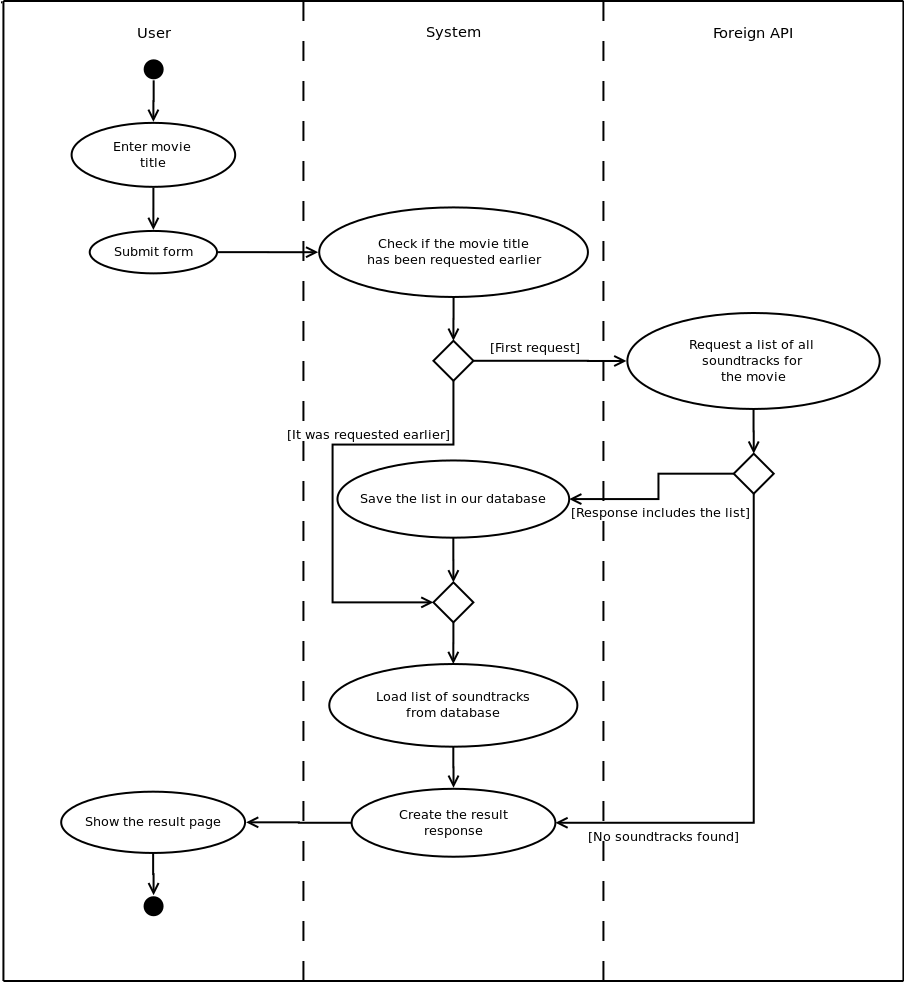 User
System
Foreign API
Enter movie
title
Submit form
Check if the movie title
has been requested earlier
[First request]
Request a list of all
soundtracks for
the movie
[It was requested earlier]
Save the list in our database
[Response includes the list]
Load list of soundtracks
from database
Show the result page
Create the result
response
[No soundtracks found]